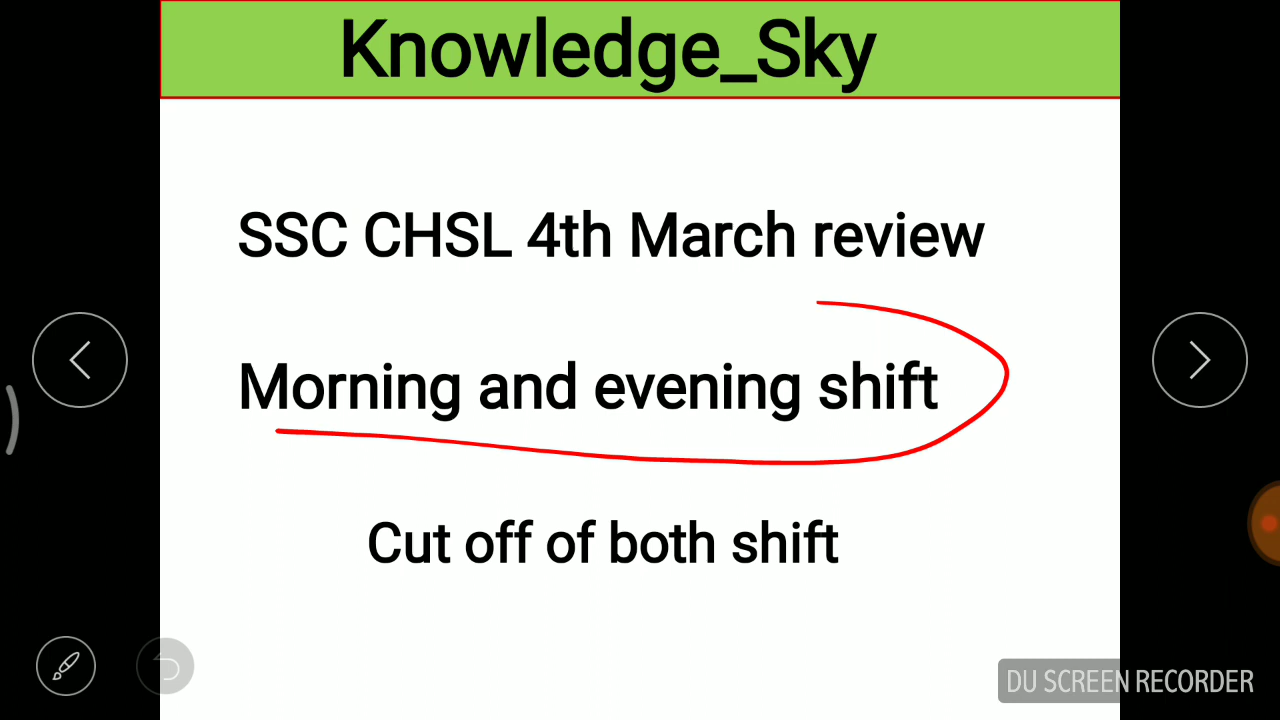 Knowledge_Sky
SSC CHSL 4th March review
Morning and evening shift
Cut off of both shift
DU SCREEN RECORDER